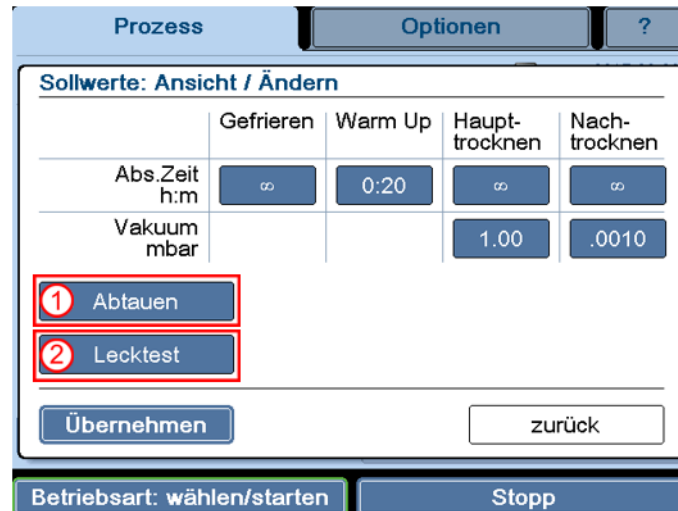 Prozess Optionen ?
Sollwerte: Ansicht / Ändern
Gefrieren Warm Up Haupt- Nach-
trocknen trocknen
Abs.Zeit
h:m
∞ 0:20 ∞ ∞
Vakuum
mbar
1.00 .0010
1 Abtauen
2 Lecktest
Übernehmen zurück
Betriebsart: wählen/starten Stopp